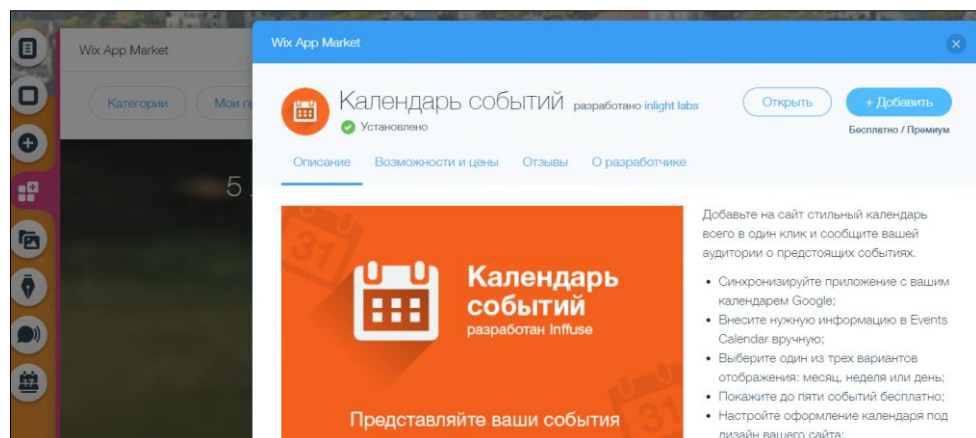 Wix App Market
Категории
Мои
5
17
Wix App Market
Календарь событий разработано inlight labs
Установлено
Открыть
+ Добавить
Бесплатно / Премиум
Описание
Возможности и цены
Отзывы
О разработчике
31
Календарь
событий
разработан Inffuse
31
Представляйте ваши события
Добавьте на сайт стильный календарь
всего в один клик и сообщите вашей
аудитории о предстоящих событиях.
• Синхронизируйте приложение с вашим
календарем Google;
• Внесите нужную информацию в Events
Calendar вручную;
• Выберите один из трех вариантов
отображения: месяц, неделя или день;
• Покажите до пяти событий бесплатно;
• Настройте оформление календаря под
дизайн вашего сайта;